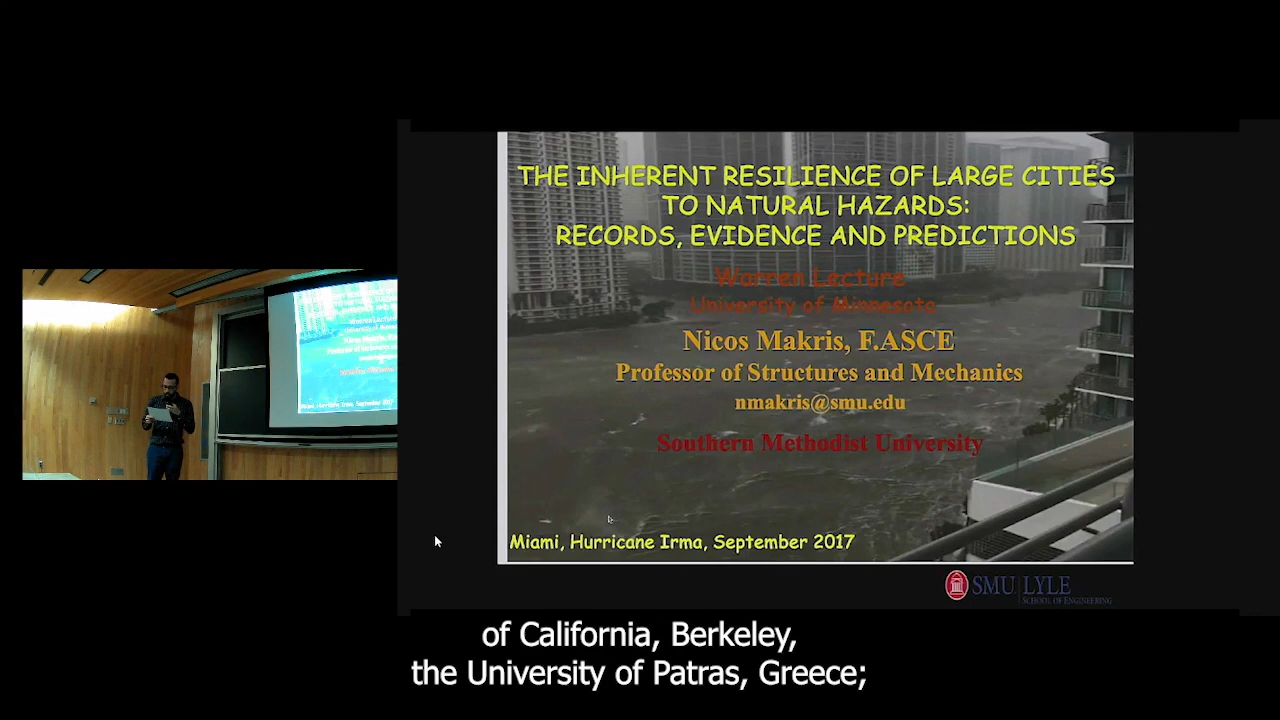 THE INHERENT RESILIENCE OF LARGE CITIES
TO NATURAL HAZARDS:
RECORDS, EVIDENCE AND PREDICTIONS
Warren Lecture
University of Minnesota
Nicos Makris, F.ASCE
Professor of Structures and Mechanics
nmakris@smu.edu
Southern Methodist University
Miami, Hurricane Irma, September 2017
SMU LYLE
SCHOOL OF ENGINEERING
of California, Berkeley,
the University of Patras, Greece;